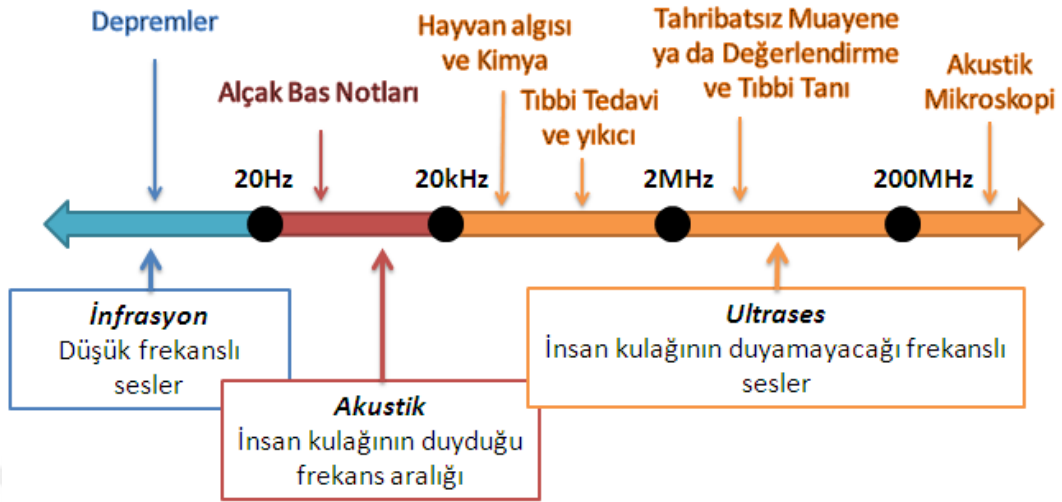 Depremler
Alçak Bas Notları
Hayvan algısı
ve Kimya
Tıbbi Tedavi
ve yıkıcı
Tahribatsız Muayene
ya da Değerlendirme
ve Tıbbi Tanı
Akustik
Mikroskopi
20Hz
20kHz
2MHz
200MHz
İnfrasyon
Düşük frekanslı
sesler
Akustik
İnsan kulağının duyduğu
frekans aralığı
Ultrases
İnsan kulağının duyamayacağı frekanslı
sesler